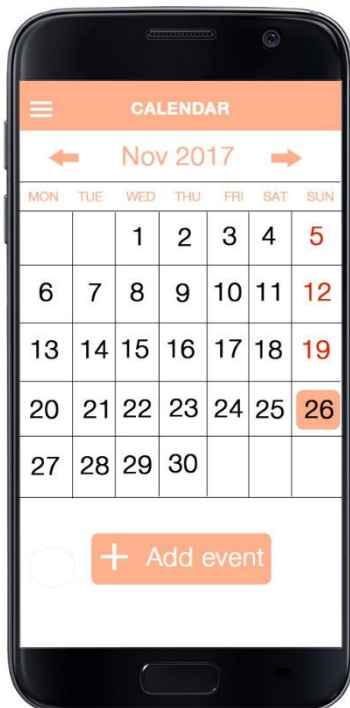 CALENDAR
Nov 2017
MON TUE WED THU FRI SAT SUN
1 2 3 4 5
6 7 8 9 10 11 12
13 14 15 16 17 18 19
20 21 22 23 24 25 26
27 28 29 30
+ Add event